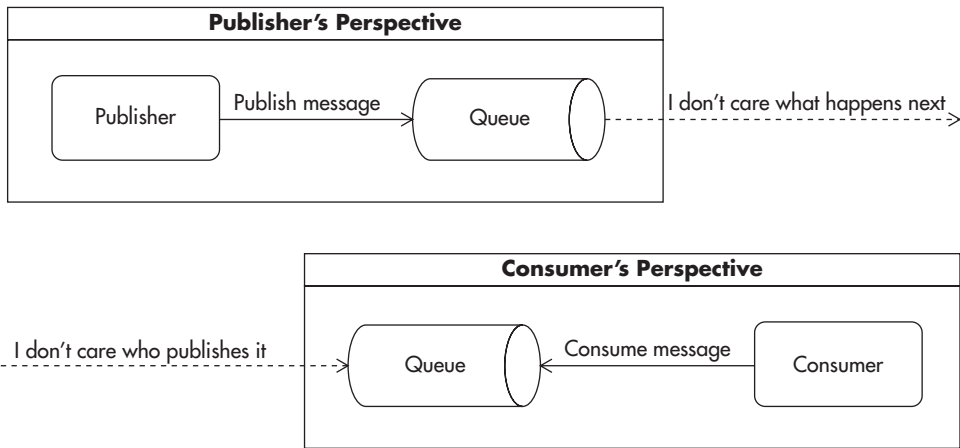 Publisher’s Perspective
Publisher
Publish message
Queue
I don’t care what happens next
Consumer’s Perspective
I don’t care who publishes it
Queue
Consume message
Consumer